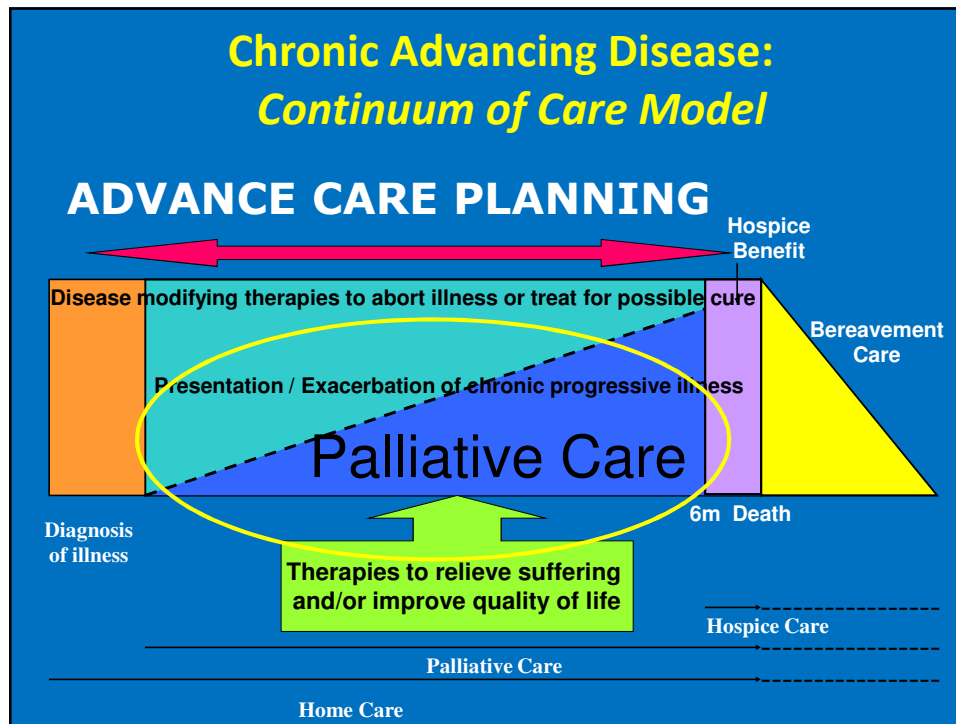 Chronic Advancing Disease:
Continuum of Care Model
ADVANCE CARE PLANNING
Hospice
Benefit
Disease modifying therapies to abort illness or treat for possible cure
Bereavement
Care
Presentation / Exacerbation of chronic progressive illness
Palliative Care
6m Death
Diagnosis
of illness
Therapies to relieve suffering
and/or improve quality of life
Hospice Care
Palliative Care
Home Care